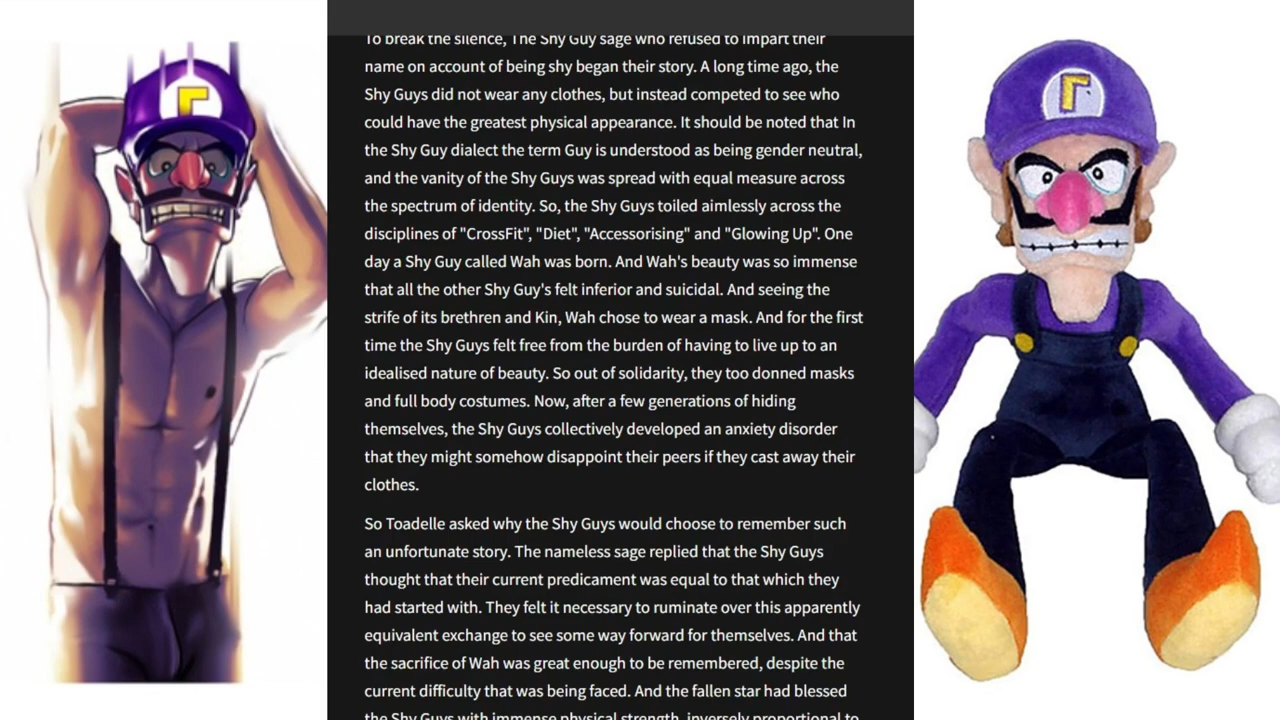 To break the silence, The Shy Guy sage who refused to impart their
name on account of being shy began their story. A long time ago, the
Shy Guys did not wear any clothes, but instead competed to see who
could have the greatest physical appearance. It should be noted that In
the Shy Guy dialect the term Guy is understood as being gender neutral,
and the vanity of the Shy Guys was spread with equal measure across
the spectrum of identity. So, the Shy Guys toiled aimlessly across the
disciplines of "CrossFit", "Diet", "Accessorising" and "Glowing Up". One
day a Shy Guy called Wah was born. And Wah's beauty was so immense
that all the other Shy Guy's felt inferior and suicidal. And seeing the
strife of its brethren and Kin, Wah chose to wear a mask. And for the first
time the Shy Guys felt free from the burden of having to live up to an
idealised nature of beauty. So out of solidarity, they too donned masks
and full body costumes. Now, after a few generations of hiding
themselves, the Shy Guys collectively developed an anxiety disorder
that they might somehow disappoint their peers if they cast away their
clothes.
So Toadelle asked why the Shy Guys would choose to remember such
an unfortunate story. The nameless sage replied that the Shy Guys
thought that their current predicament was equal to that which they
had started with. They felt it necessary to ruminate over this apparently
equivalent exchange to see some way forward for themselves. And that
the sacrifice of Wah was great enough to be remembered, despite the
current difficulty that was being faced. And the fallen star had blessed
the Shy Guys with immense physical strength, inversely proportional to